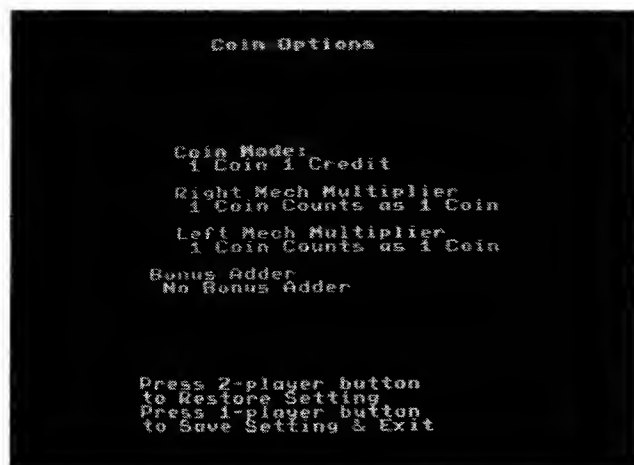 Coin Options
Coin Mode:
1 Coin 1 Credit
Right Mech Multiplier
1 Coin Counts as 1 Coin
Left Mech Multiplier
1 Coin Counts as 1 Coin
Bonus Adder
No Bonus Adder
Press 2-player button
to Restore Setting
Press 1-player button
to Save Setting & Exit